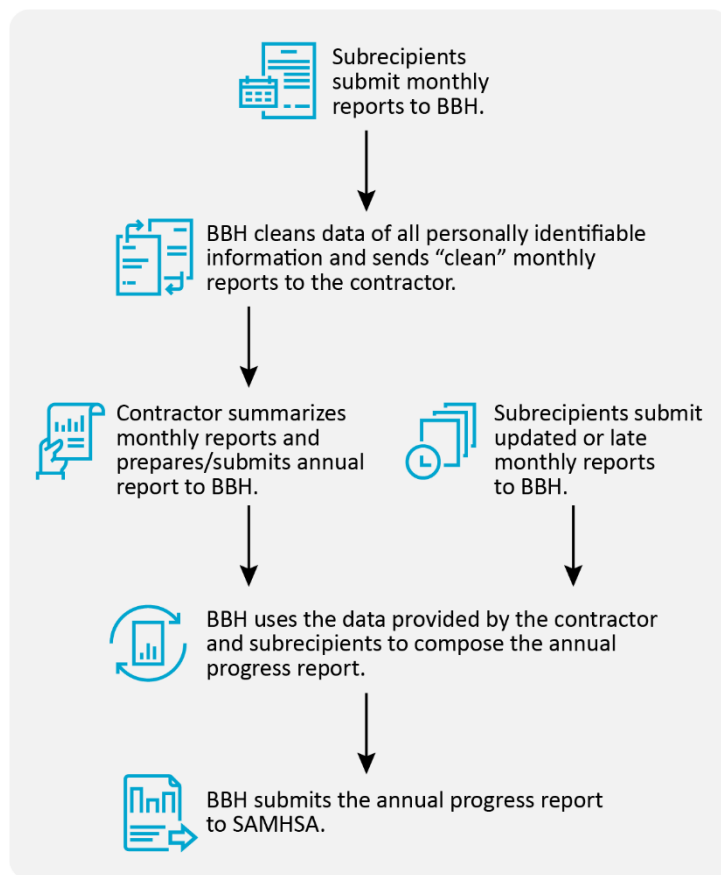 Subrecipients
submit monthly
reports to BBH.
BBH cleans data of all personally identifiable
information and sends “clean” monthly
reports to the contractor.
Contractor summarizes
monthly reports and
prepares/submits annual
report to BBH.
Subrecipients submit
updated or late
monthly reports
to BBH.
BBH uses the data provided by the contractor
and subrecipients to compose the annual
progress report.
BBH submits the annual progress report
to SAMHSA.